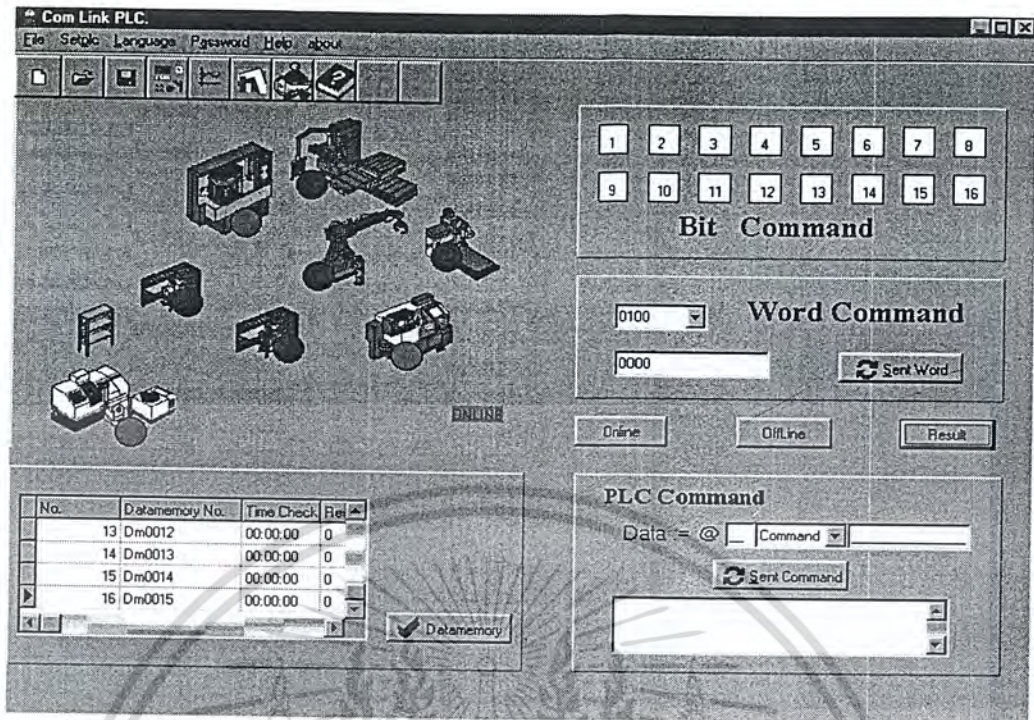 Com Link PLC.
File Setplc Language Password Help about
1 2 3 4 5 6 7 8
9 10 11 12 13 14 15 16
Bit Command
0100 Word Command
0000 Sent Word
ONLINE
Online OffLine Result
No. Datamemory No. Time Check
13 Dm0012 00:00:00 0
14 Dm0013 00:00:00 0
15 Dm0014 00:00:00 0
16 Dm0015 00:00:00 0
Datamemory
PLC Command
Data := @ __ Command
Sent Command